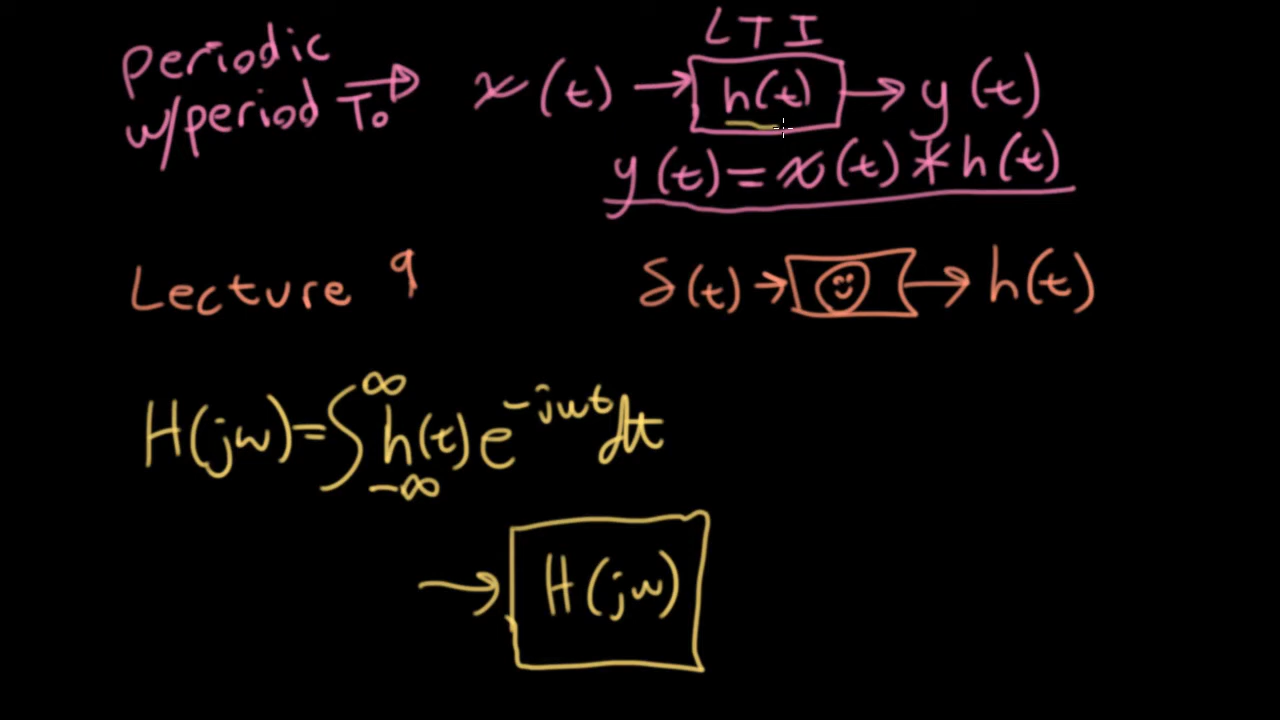 LTI
periodic
w/period T₀ ⇒ x(t) → h(t) → y(t)
y(t) = x(t) * h(t)
Lecture 9
δ(t) → ☺ → h(t)
H(jω) = ∫_{-∞}^{∞} h(t) e^{-jωt} dt
→ H(jω)